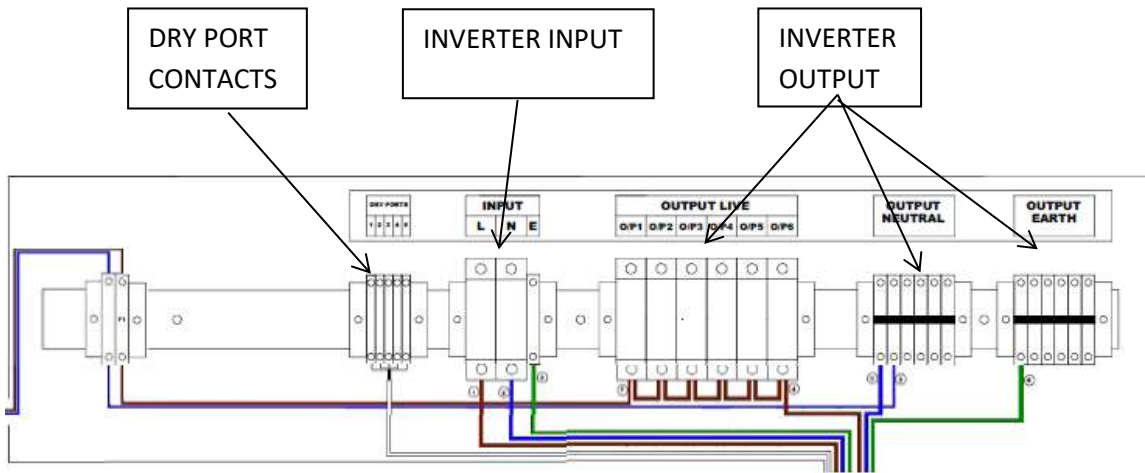 DRY PORT
CONTACTS
INVERTER INPUT
INVERTER
OUTPUT
DRY PORTS
1 2 3 4 5
INPUT
L N E
OUTPUT LIVE
O/P1 O/P2 O/P3 O/P4 O/P5 O/P6
OUTPUT
NEUTRAL
OUTPUT
EARTH